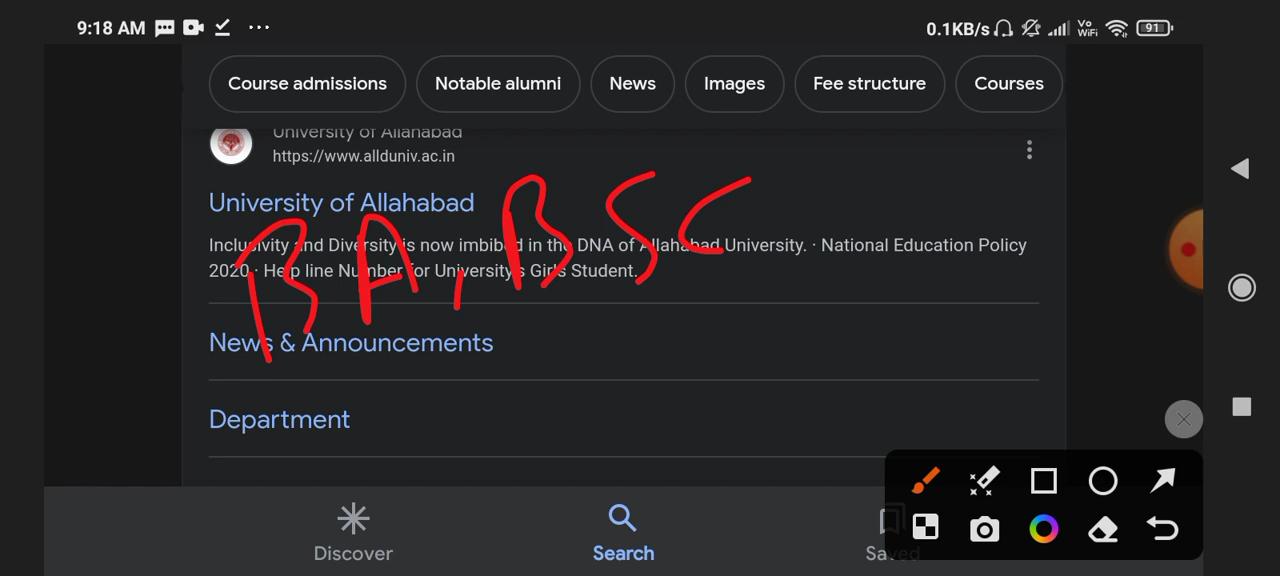 9:18 AM ... 0.1KB/s Vo WiFi 91
Course admissions Notable alumni News Images Fee structure Courses
University of Allahabad
https://www.allduniv.ac.in
University of Allahabad
BA, BSC
Inclusivity and Diversity is now imbibed in the DNA of Allahabad University. · National Education Policy
2020 · Help line Number for University's Girls Student.
News & Announcements
Department
Discover Search Saved